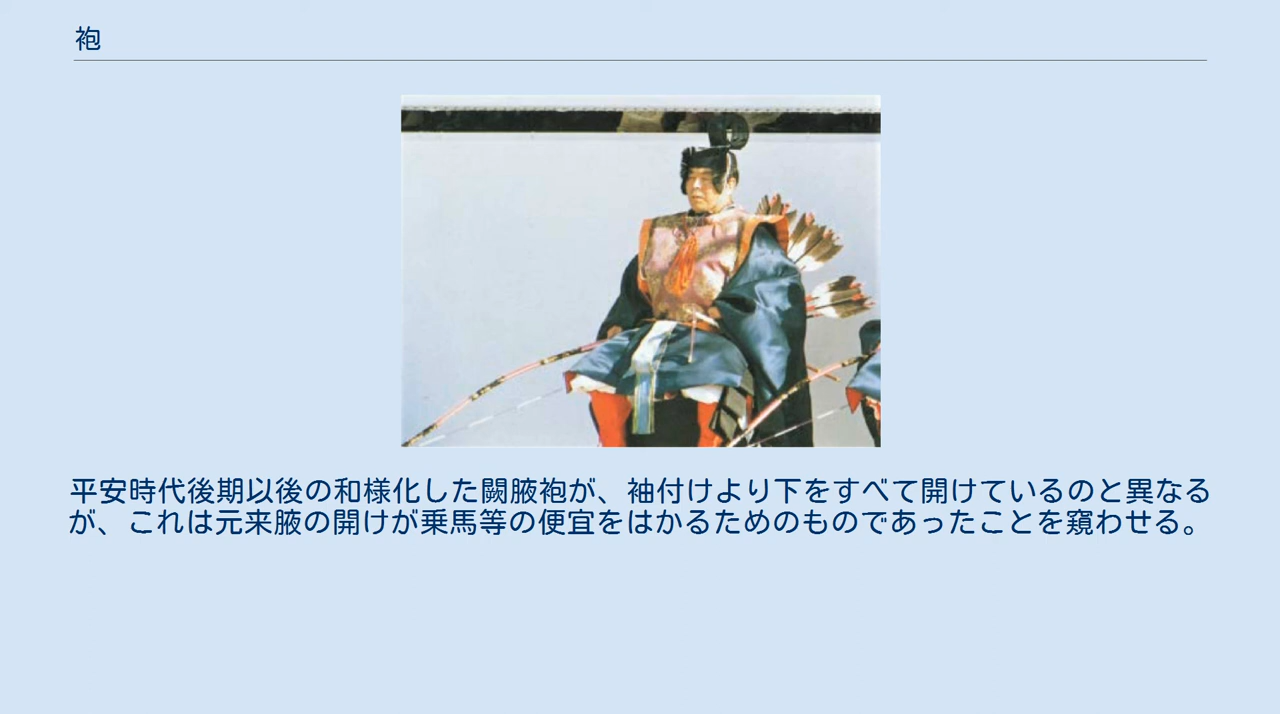 袍
平安時代後期以後の和様化した闕腋袍が、袖付けより下をすべて開けているのと異なる
が、これは元来腋の開けが乗馬等の便宜をはかるためのものであったことを窺わせる。